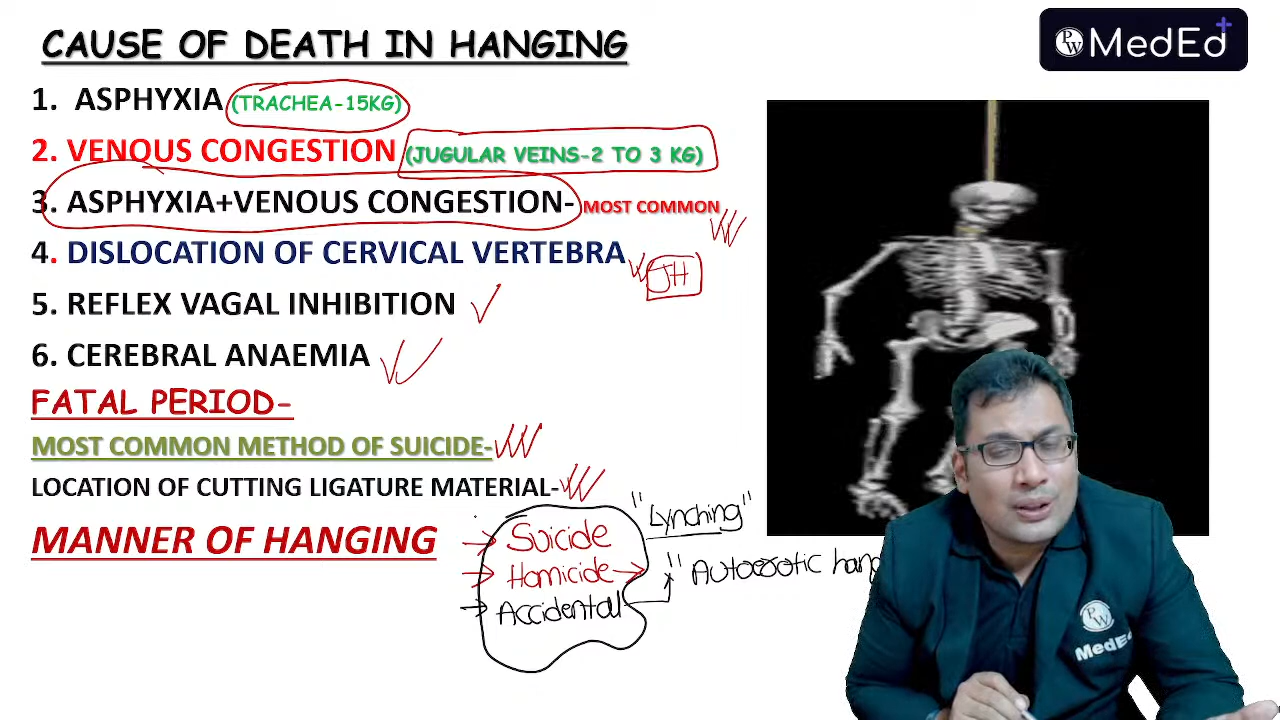 CAUSE OF DEATH IN HANGING
PW MedEd+
1. ASPHYXIA (TRACHEA-15KG)
2. VENOUS CONGESTION (JUGULAR VEINS-2 TO 3 KG)
3. ASPHYXIA+VENOUS CONGESTION- MOST COMMON
4. DISLOCATION OF CERVICAL VERTEBRA JH
5. REFLEX VAGAL INHIBITION
6. CEREBRAL ANAEMIA
FATAL PERIOD-
MOST COMMON METHOD OF SUICIDE-
LOCATION OF CUTTING LIGATURE MATERIAL-
"Lynching"
MANNER OF HANGING
Suicide
Homicide
"Autoerotic hang
Accidental
PW
MedEd